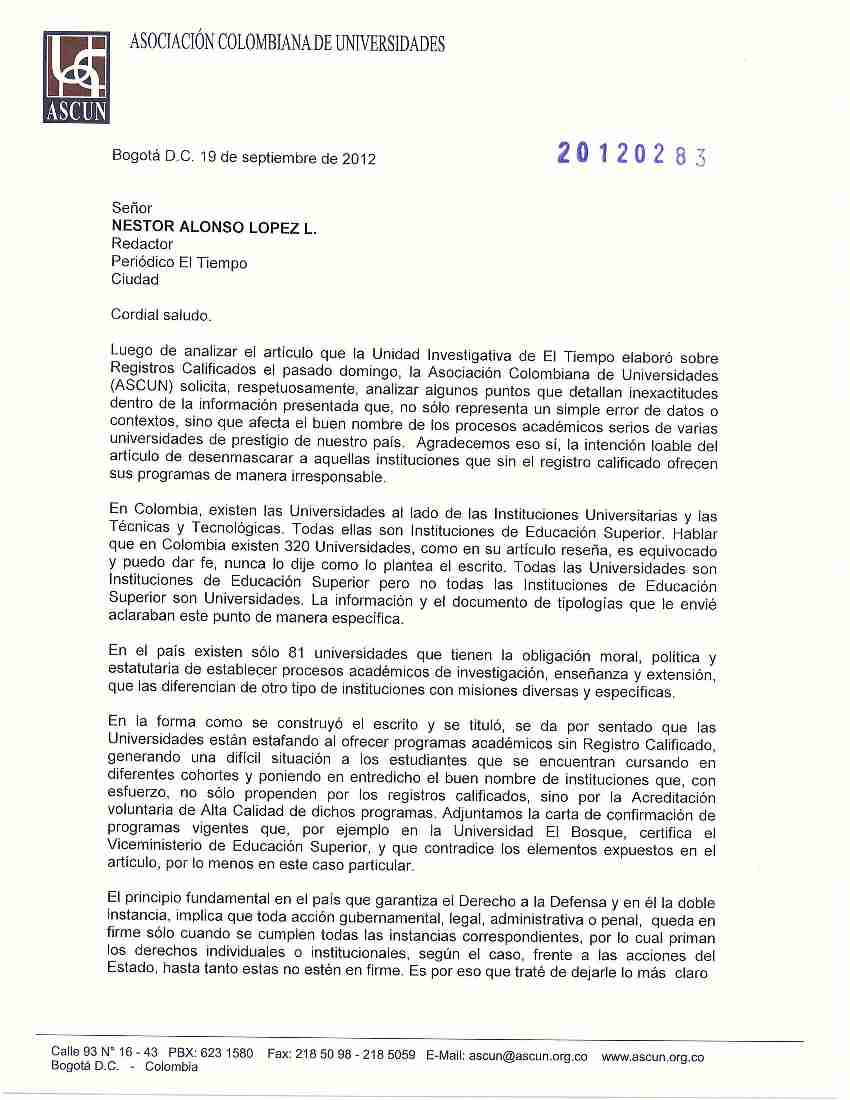 ASOCIACIÓN COLOMBIANA DE UNIVERSIDADES
ASCUN
Bogotá D.C. 19 de septiembre de 2012
20120283
Señor
NESTOR ALONSO LOPEZ L.
Redactor
Periódico El Tiempo
Ciudad
Cordial saludo.
Luego de analizar el artículo que la Unidad Investigativa de El Tiempo elaboró sobre
Registros Calificados el pasado domingo, la Asociación Colombiana de Universidades
(ASCUN) solicita, respetuosamente, analizar algunos puntos que detallan inexactitudes
dentro de la información presentada que, no sólo representa un simple error de datos o
contextos, sino que afecta el buen nombre de los procesos académicos serios de varias
universidades de prestigio de nuestro país. Agradecemos eso sí, la intención loable del
artículo de desenmascarar a aquellas instituciones que sin el registro calificado ofrecen
sus programas de manera irresponsable.
En Colombia, existen las Universidades al lado de las Instituciones Universitarias y las
Técnicas y Tecnológicas. Todas ellas son Instituciones de Educación Superior. Hablar
que en Colombia existen 320 Universidades, como en su artículo reseña, es equivocado
y puedo dar fe, nunca lo dije como lo plantea el escrito. Todas las Universidades son
Instituciones de Educación Superior pero no todas las Instituciones de Educación
Superior son Universidades. La información y el documento de tipologías que le envié
aclaraban este punto de manera específica.
En el país existen sólo 81 universidades que tienen la obligación moral, política y
estatutaria de establecer procesos académicos de investigación, enseñanza y extensión,
que las diferencian de otro tipo de instituciones con misiones diversas y específicas.
En la forma como se construyó el escrito y se tituló, se da por sentado que las
Universidades están estafando al ofrecer programas académicos sin Registro Calificado,
generando una difícil situación a los estudiantes que se encuentran cursando en
diferentes cohortes y poniendo en entredicho el buen nombre de instituciones que, con
esfuerzo, no sólo propenden por los registros calificados, sino por la Acreditación
voluntaria de Alta Calidad de dichos programas. Adjuntamos la carta de confirmación de
programas vigentes que, por ejemplo en la Universidad El Bosque, certifica el
Viceministerio de Educación Superior, y que contradice los elementos expuestos en el
artículo, por lo menos en este caso particular.
El principio fundamental en el país que garantiza el Derecho a la Defensa y en él la doble
Instancia, implica que toda acción gubernamental, legal, administrativa o penal, queda en
firme sólo cuando se cumplen todas las instancias correspondientes, por lo cual priman
los derechos individuales o institucionales, según el caso, frente a las acciones del
Estado, hasta tanto estas no estén en firme. Es por eso que traté de dejarle lo más claro
Calle 93 N° 16 - 43 PBX: 623 1580 Fax: 218 50 98 - 218 5059 E-Mail: ascun@ascun.org.co www.ascun.org.co
Bogotá D.C. - Colombia